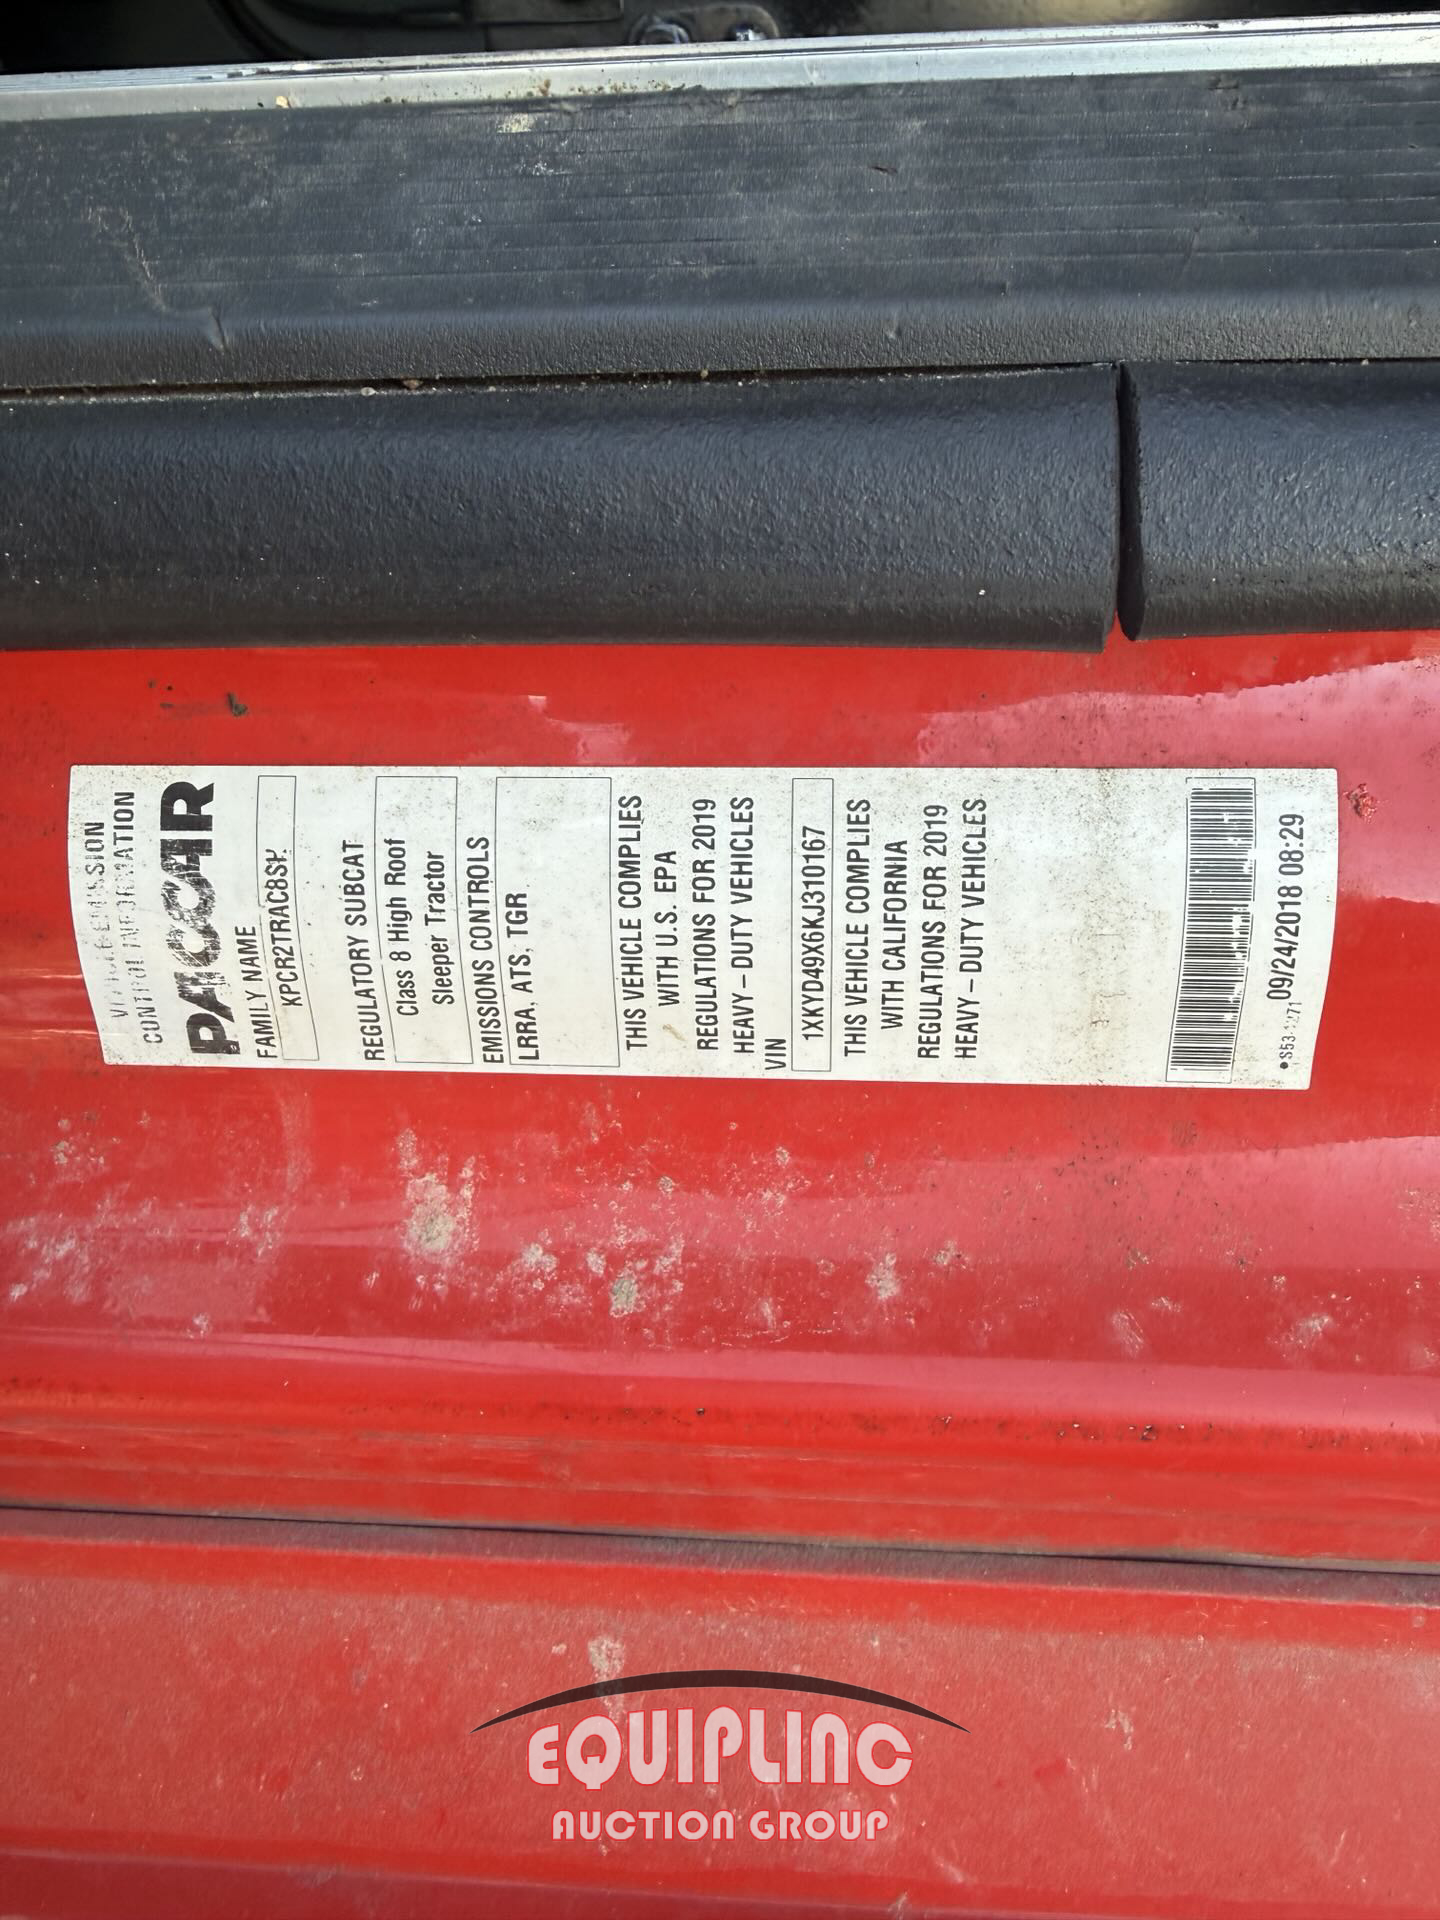 VEHICLE EMISSION
CONTROL INFORMATION
PACCAR
FAMILY NAME
REGULATORY SUBCAT
Class 8 High Roof
Sleeper Tractor
EMISSIONS CONTROLS
LRRA, ATS, TGR
THIS VEHICLE COMPLIES
WITH U.S. EPA
REGULATIONS FOR 2019
HEAVY-DUTY VEHICLES
VIN
1XKYD49X6KJ310167
THIS VEHICLE COMPLIES
WITH CALIFORNIA
REGULATIONS FOR 2019
HEAVY-DUTY VEHICLES
•S53-1271 09/24/2018 08:29
EQUIPLINC
AUCTION GROUP